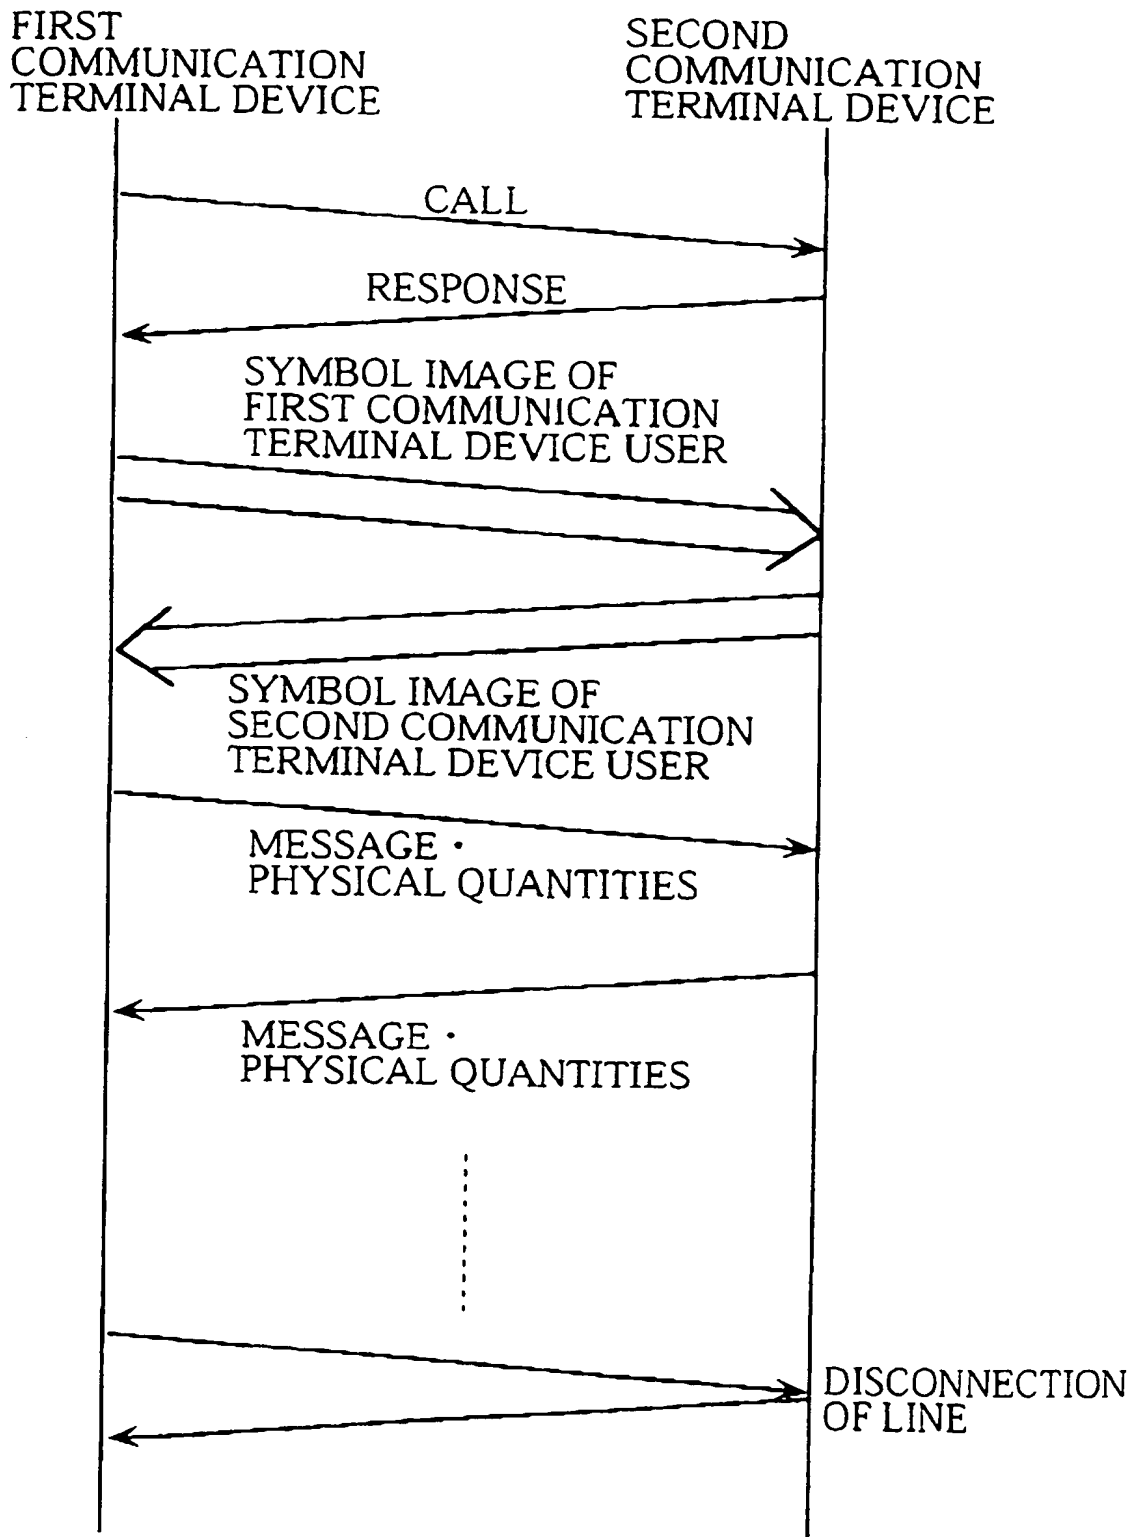 FIRST
COMMUNICATION
TERMINAL DEVICE
SECOND
COMMUNICATION
TERMINAL DEVICE
CALL
RESPONSE
SYMBOL IMAGE OF
FIRST COMMUNICATION
TERMINAL DEVICE USER
SYMBOL IMAGE OF
SECOND COMMUNICATION
TERMINAL DEVICE USER
MESSAGE ·
PHYSICAL QUANTITIES
MESSAGE ·
PHYSICAL QUANTITIES
DISCONNECTION
OF LINE